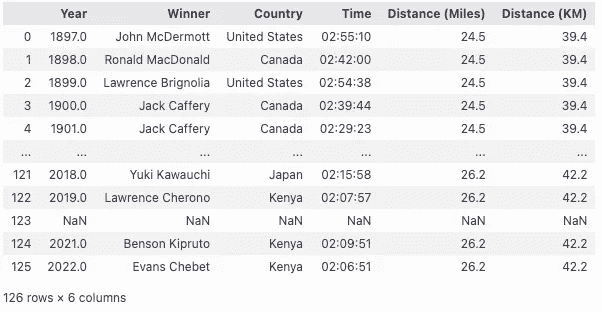 Year Winner Country Time Distance (Miles) Distance (KM)
0 1897.0 John McDermott United States 02:55:10 24.5 39.4
1 1898.0 Ronald MacDonald Canada 02:42:00 24.5 39.4
2 1899.0 Lawrence Brignolia United States 02:54:38 24.5 39.4
3 1900.0 Jack Caffery Canada 02:39:44 24.5 39.4
4 1901.0 Jack Caffery Canada 02:29:23 24.5 39.4
... ... ... ... ... ... ...
121 2018.0 Yuki Kawauchi Japan 02:15:58 26.2 42.2
122 2019.0 Lawrence Cherono Kenya 02:07:57 26.2 42.2
123 NaN NaN NaN NaN NaN NaN
124 2021.0 Benson Kipruto Kenya 02:09:51 26.2 42.2
125 2022.0 Evans Chebet Kenya 02:06:51 26.2 42.2
126 rows × 6 columns